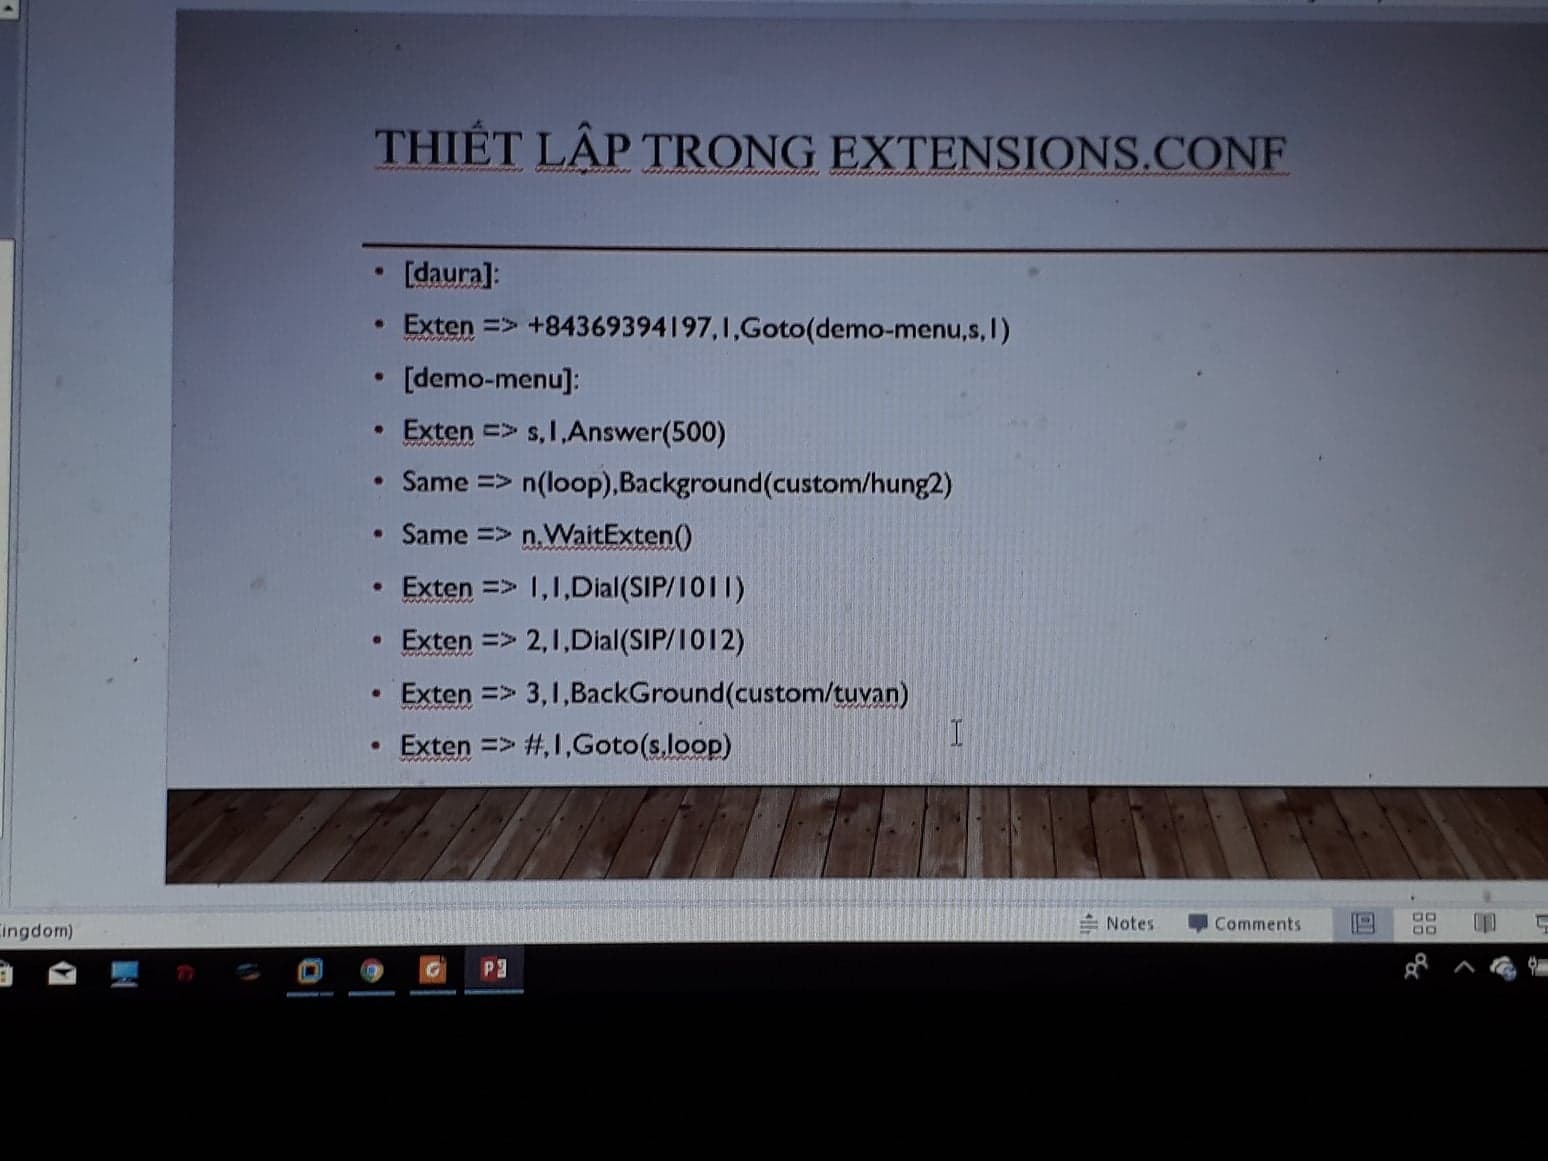 THIẾT LẬP TRONG EXTENSIONS.CONF
• [daura]:
• Exten => +84369394197,1,Goto(demo-menu,s,1)
• [demo-menu]:
• Exten => s,1,Answer(500)
• Same => n(loop),Background(custom/hung2)
• Same => n,WaitExten()
• Exten => 1,1,Dial(SIP/1011)
• Exten => 2,1,Dial(SIP/1012)
• Exten => 3,1,BackGround(custom/tuvan)
• Exten => #,1,Goto(s,loop)
ingdom)
Notes
Comments